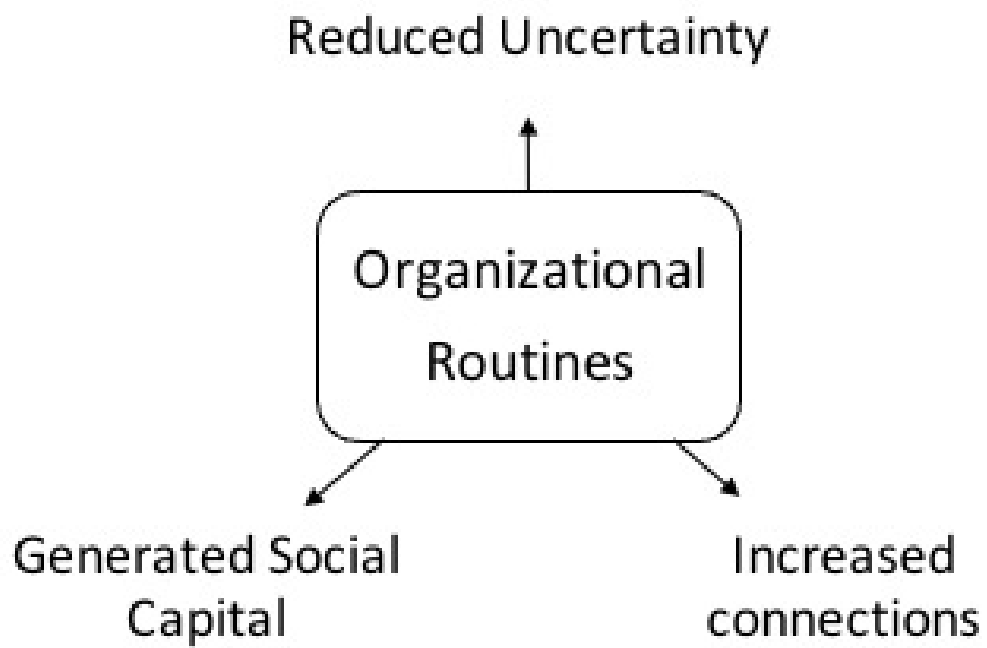 Reduced Uncertainty
Organizational
Routines
Generated Social
Capital
Increased
connections